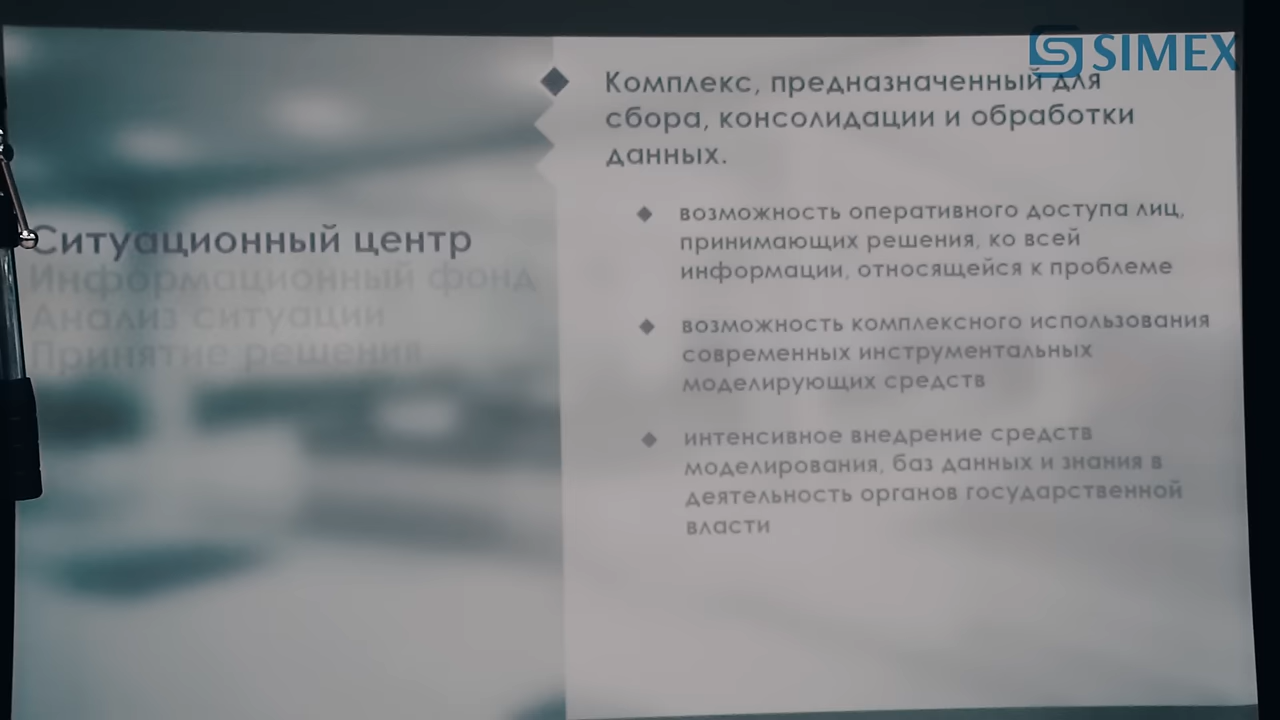 SIMEX
Комплекс, предназначенный для
сбора, консолидации и обработки
данных.
Ситуационный центр
Информационный фонд
Анализ ситуации
Принятие решения
возможность оперативного доступа лиц,
принимающих решения, ко всей
информации, относящейся к проблеме
возможность комплексного использования
современных инструментальных
моделирующих средств
интенсивное внедрение средств
моделирования, баз данных и знания в
деятельность органов государственной
власти